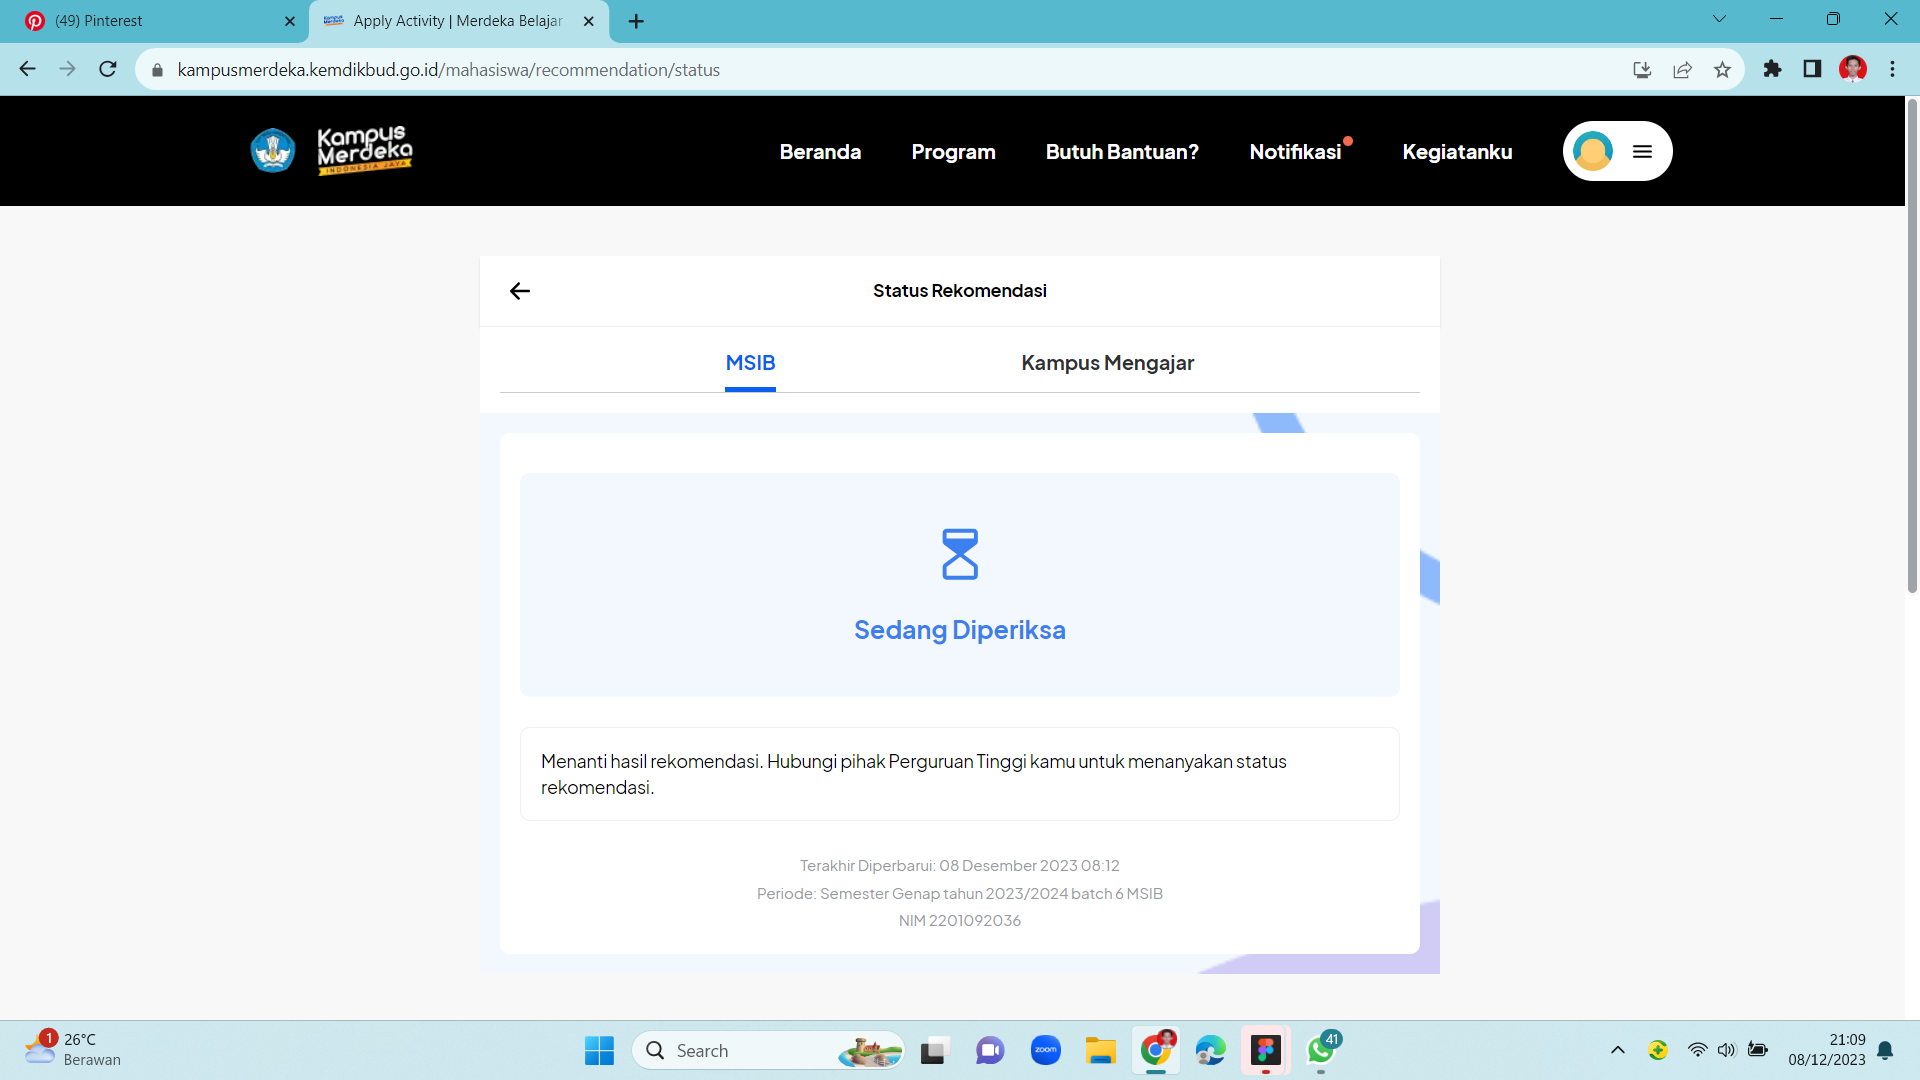 (49) Pinterest
Apply Activity | Merdeka Belajar
kampusmerdeka.kemdikbud.go.id/mahasiswa/recommendation/status
Kampus
Merdeka
INDONESIA JAYA
Beranda
Program
Butuh Bantuan?
Notifikasi
Kegiatanku
Status Rekomendasi
MSIB
Kampus Mengajar
Sedang Diperiksa
Menanti hasil rekomendasi. Hubungi pihak Perguruan Tinggi kamu untuk menanyakan status
rekomendasi.
Terakhir Diperbarui: 08 Desember 2023 08:12
Periode: Semester Genap tahun 2023/2024 batch 6 MSIB
NIM 2201092036
1
26°C
Berawan
Search
zoom
41
21:09
08/12/2023